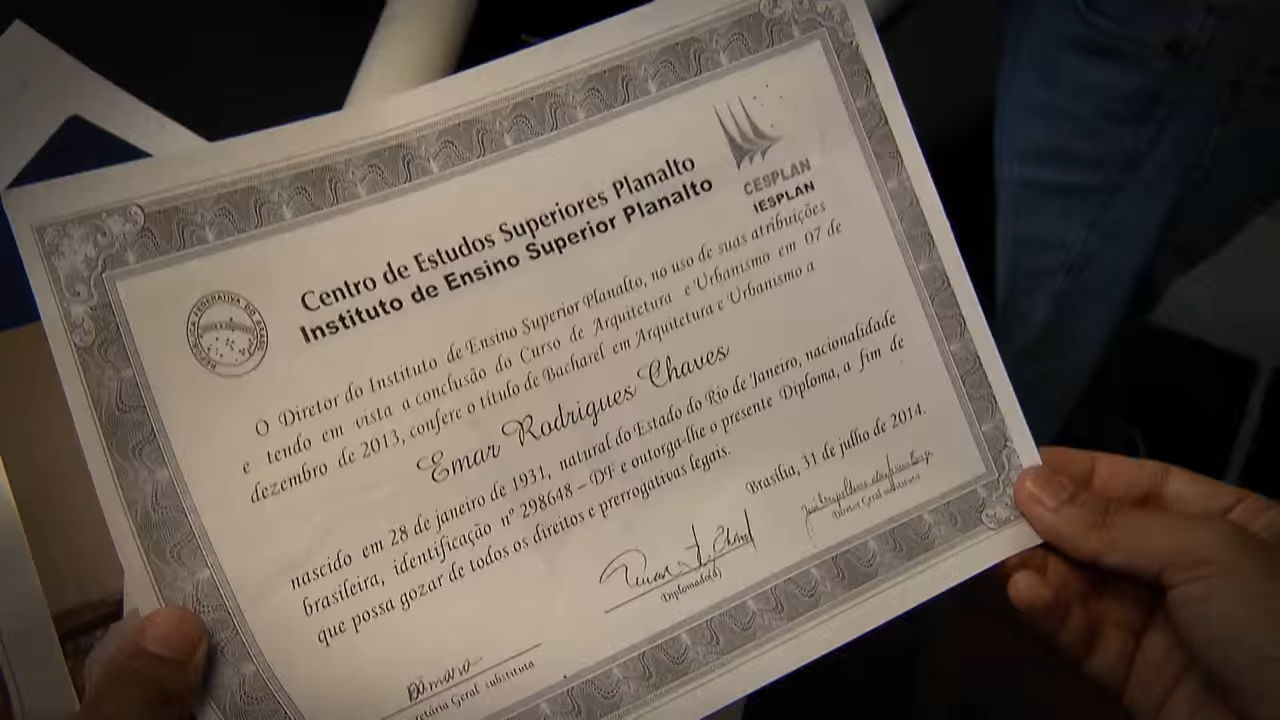 CESPLAN
IESPLAN
Centro de Estudos Superiores Planalto
Instituto de Ensino Superior Planalto
O Diretor do Instituto de Ensino Superior Planalto, no uso de suas atribuições
e tendo em vista a conclusão do Curso de Arquitetura e Urbanismo em 07 de
dezembro de 2013, confere o título de Bacharel em Arquitetura e Urbanismo a
Emar Rodrigues Chaves
nascido em 28 de janeiro de 1931, natural do Estado do Rio de Janeiro, nacionalidade
brasileira, identificação nº 298648 – DF e outorga-lhe o presente Diploma, a fim de
que possa gozar de todos os direitos e prerrogativas legais.
Brasília, 31 de julho de 2014.
Diretor Geral substituto
Diplomado(a)
etária Geral substituta